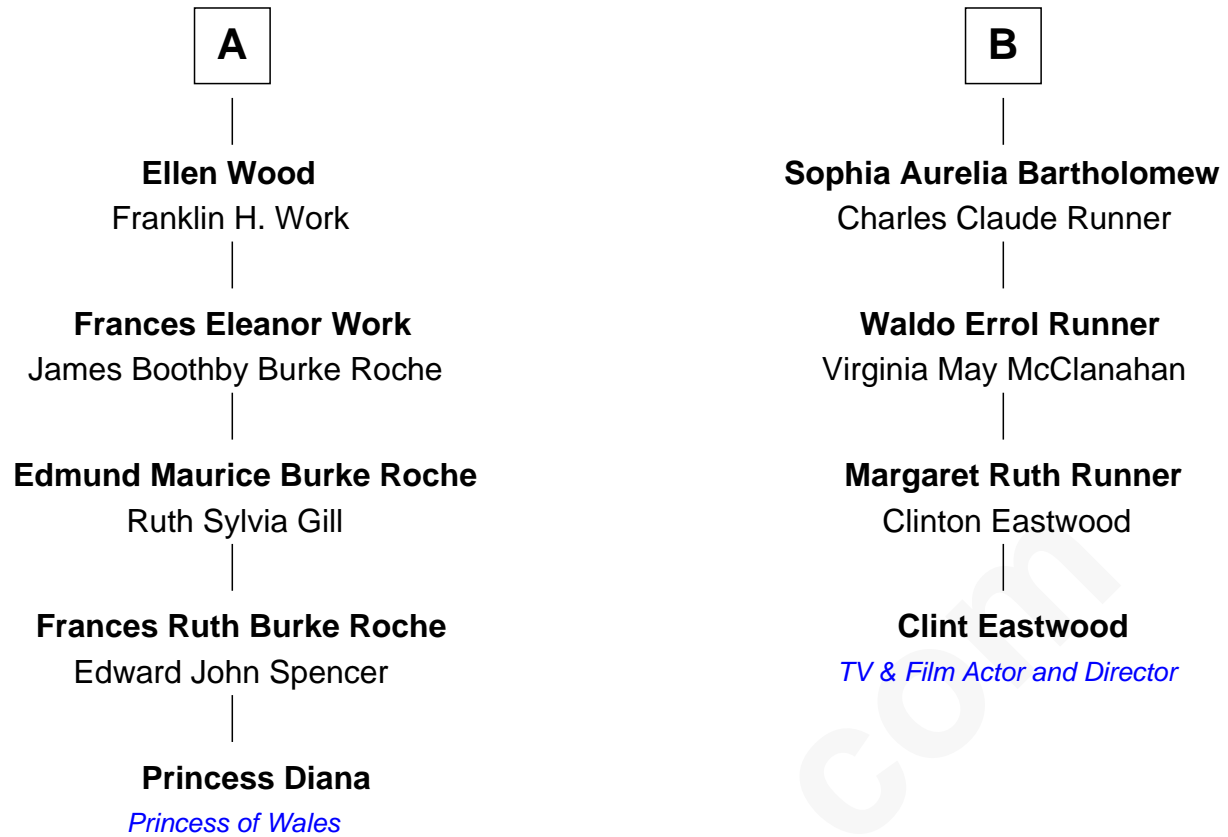 A
Ellen Wood
Franklin H. Work
Frances Eleanor Work
James Boothby Burke Roche
Edmund Maurice Burke Roche
Ruth Sylvia Gill
Frances Ruth Burke Roche
Edward John Spencer
Princess Diana
Princess of Wales
B
Sophia Aurelia Bartholomew
Charles Claude Runner
Waldo Errol Runner
Virginia May McClanahan
Margaret Ruth Runner
Clinton Eastwood
Clint Eastwood
TV & Film Actor and Director
com